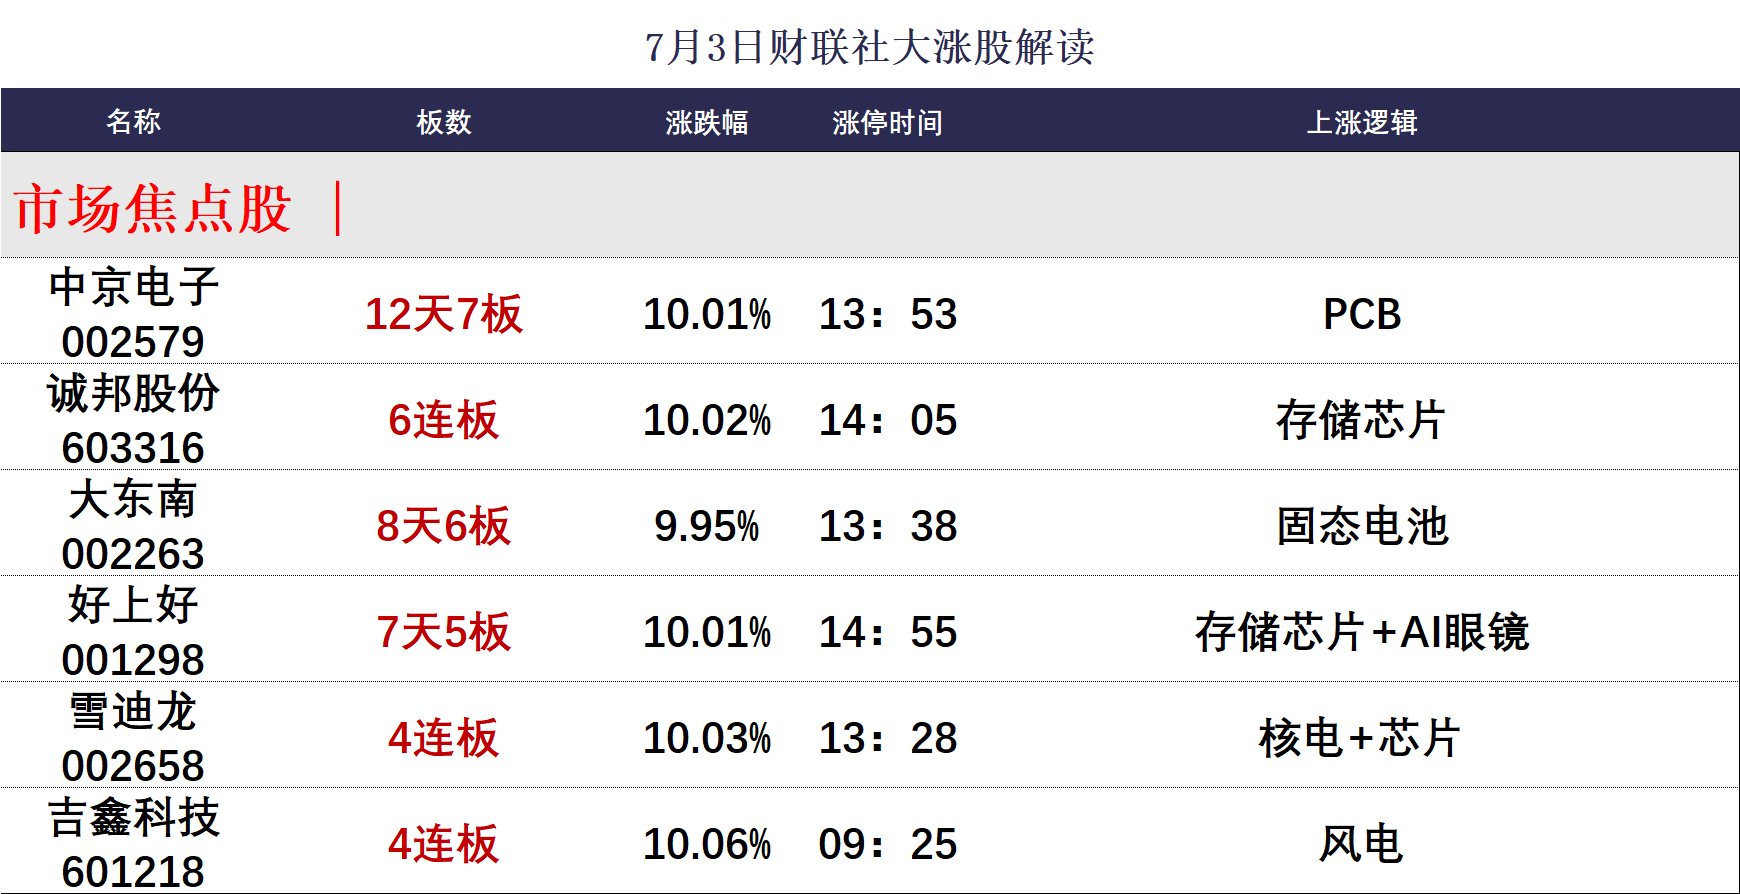 7月3日财联社大涨股解读
名称 板数 涨跌幅 涨停时间 上涨逻辑
市场焦点股 |
中京电子
002579 12天7板 10.01% 13：53 PCB
诚邦股份
603316 6连板 10.02% 14：05 存储芯片
大东南
002263 8天6板 9.95% 13：38 固态电池
好上好
001298 7天5板 10.01% 14：55 存储芯片+AI眼镜
雪迪龙
002658 4连板 10.03% 13：28 核电+芯片
吉鑫科技
601218 4连板 10.06% 09：25 风电